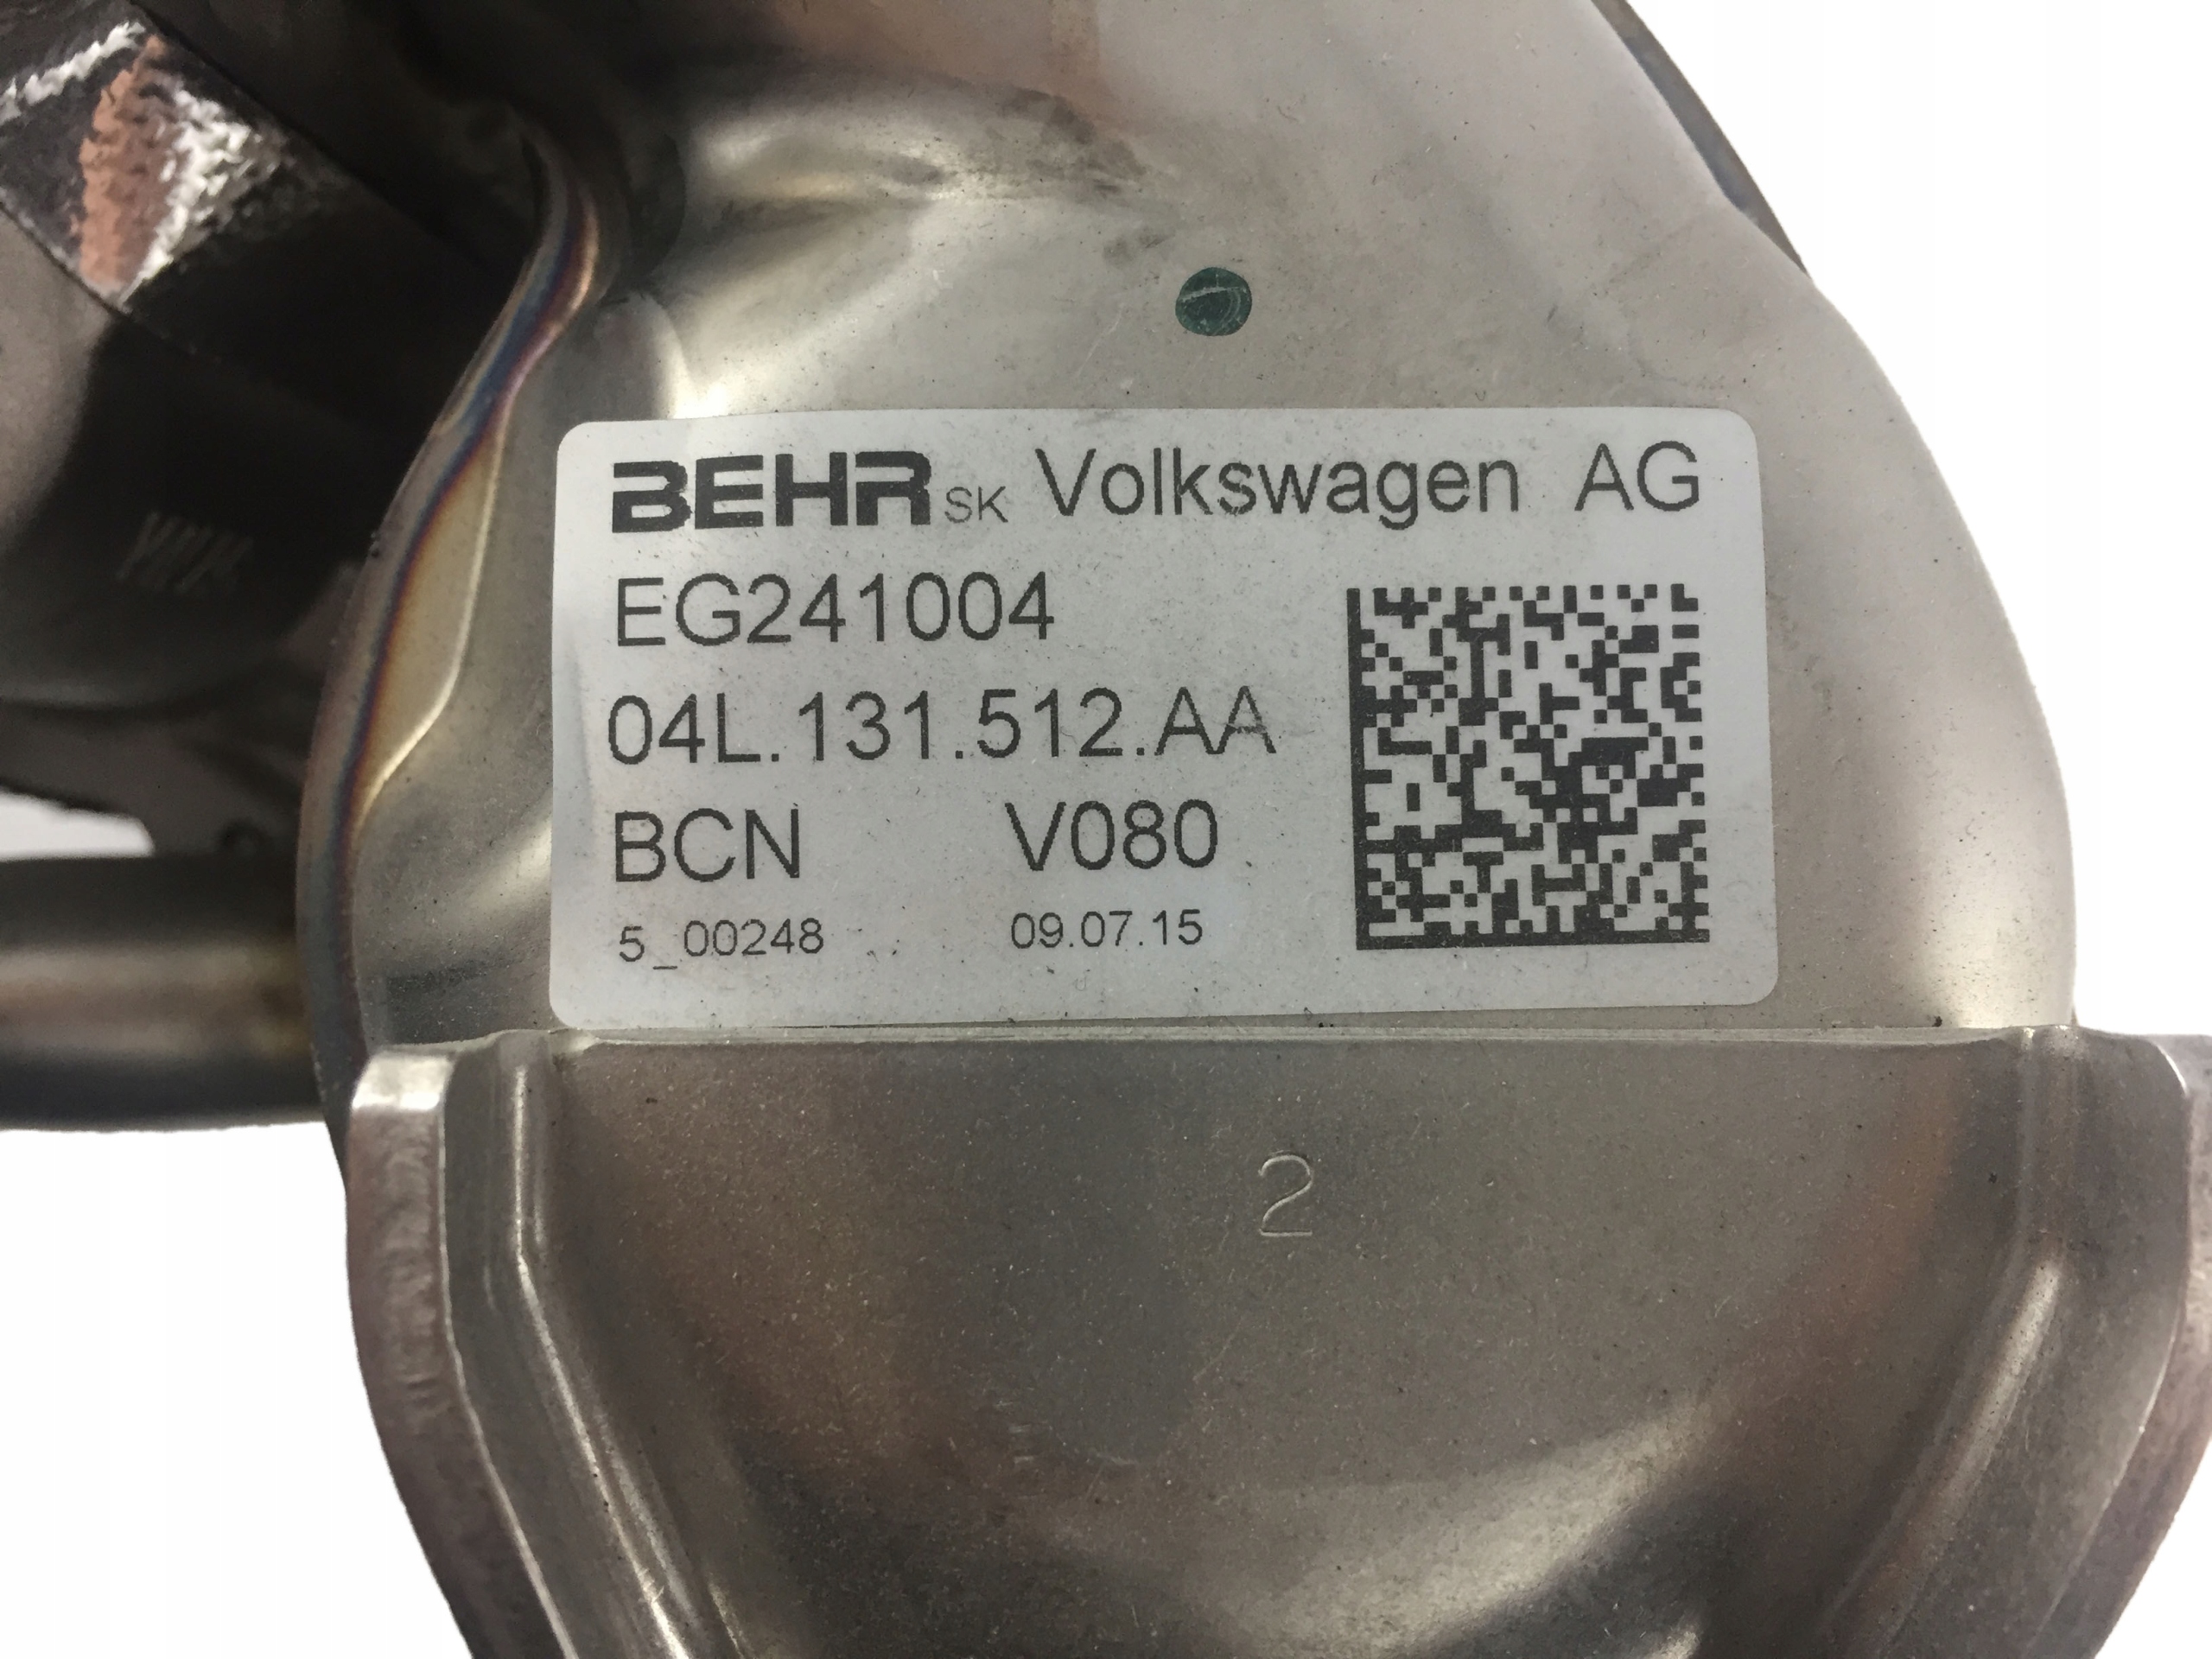 BEHR SK Volkswagen AG
EG241004
04L.131.512.AA
BCN V080
5_00248 09.07.15
2